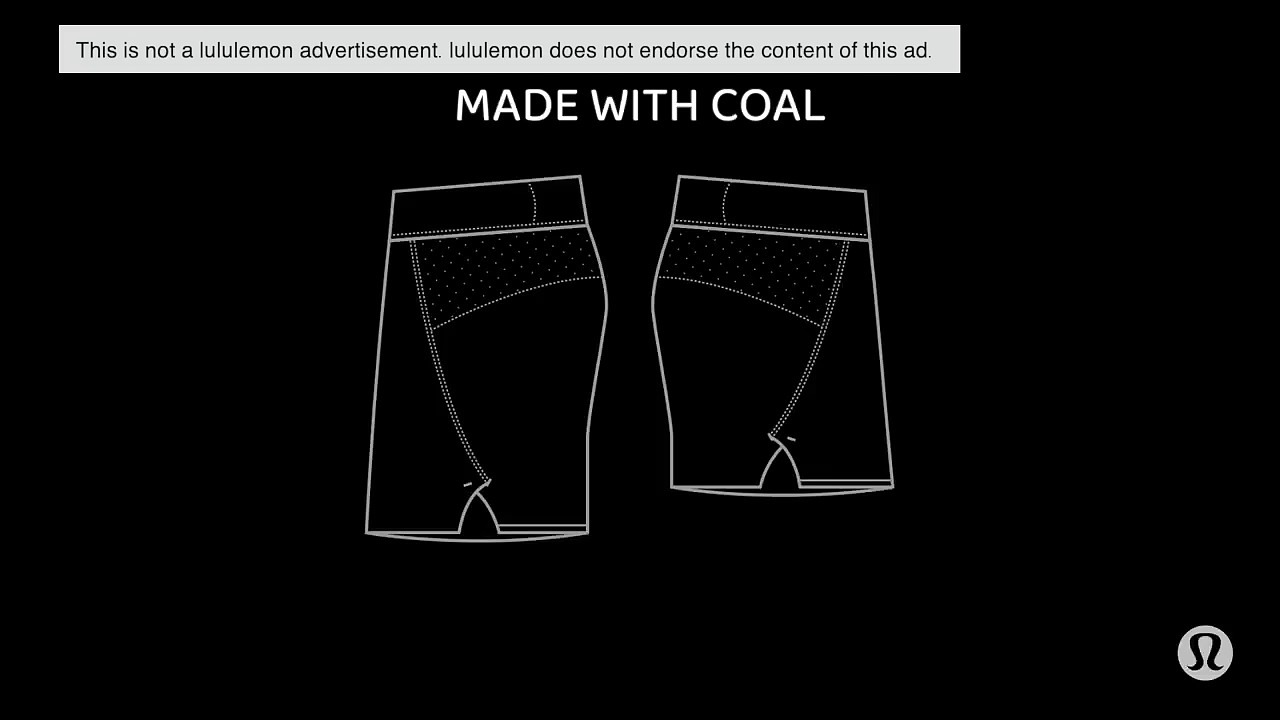 This is not a lululemon advertisement. lululemon does not endorse the content of this ad.
MADE WITH COAL